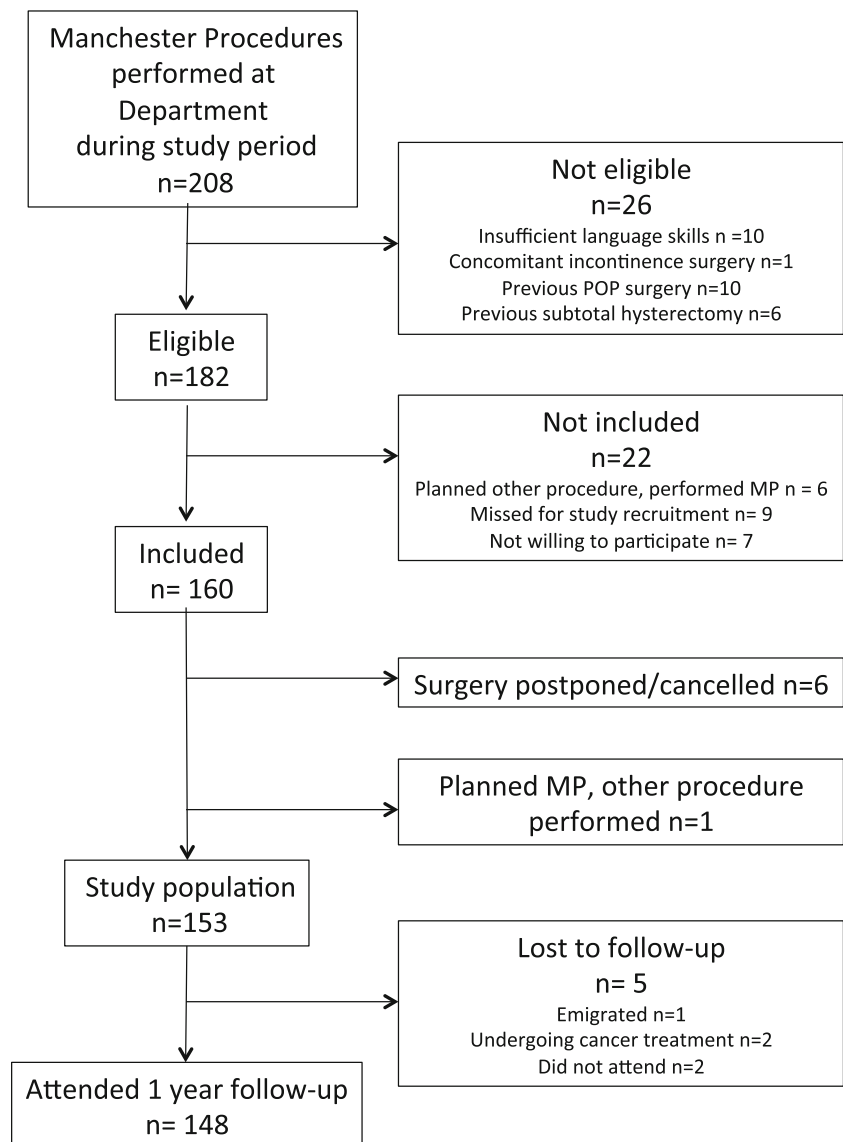 Manchester Procedures
performed at
Department
during study period
n=208
Not eligible
n=26
Insufficient language skills n =10
Concomitant incontinence surgery n=1
Previous POP surgery n=10
Previous subtotal hysterectomy n=6
Eligible
n=182
Not included
n=22
Planned other procedure, performed MP n = 6
Missed for study recruitment n= 9
Not willing to participate n= 7
Included
n= 160
Surgery postponed/cancelled n=6
Planned MP, other procedure
performed n=1
Study population
n=153
Lost to follow-up
n= 5
Emigrated n=1
Undergoing cancer treatment n=2
Did not attend n=2
Attended 1 year follow-up
n= 148